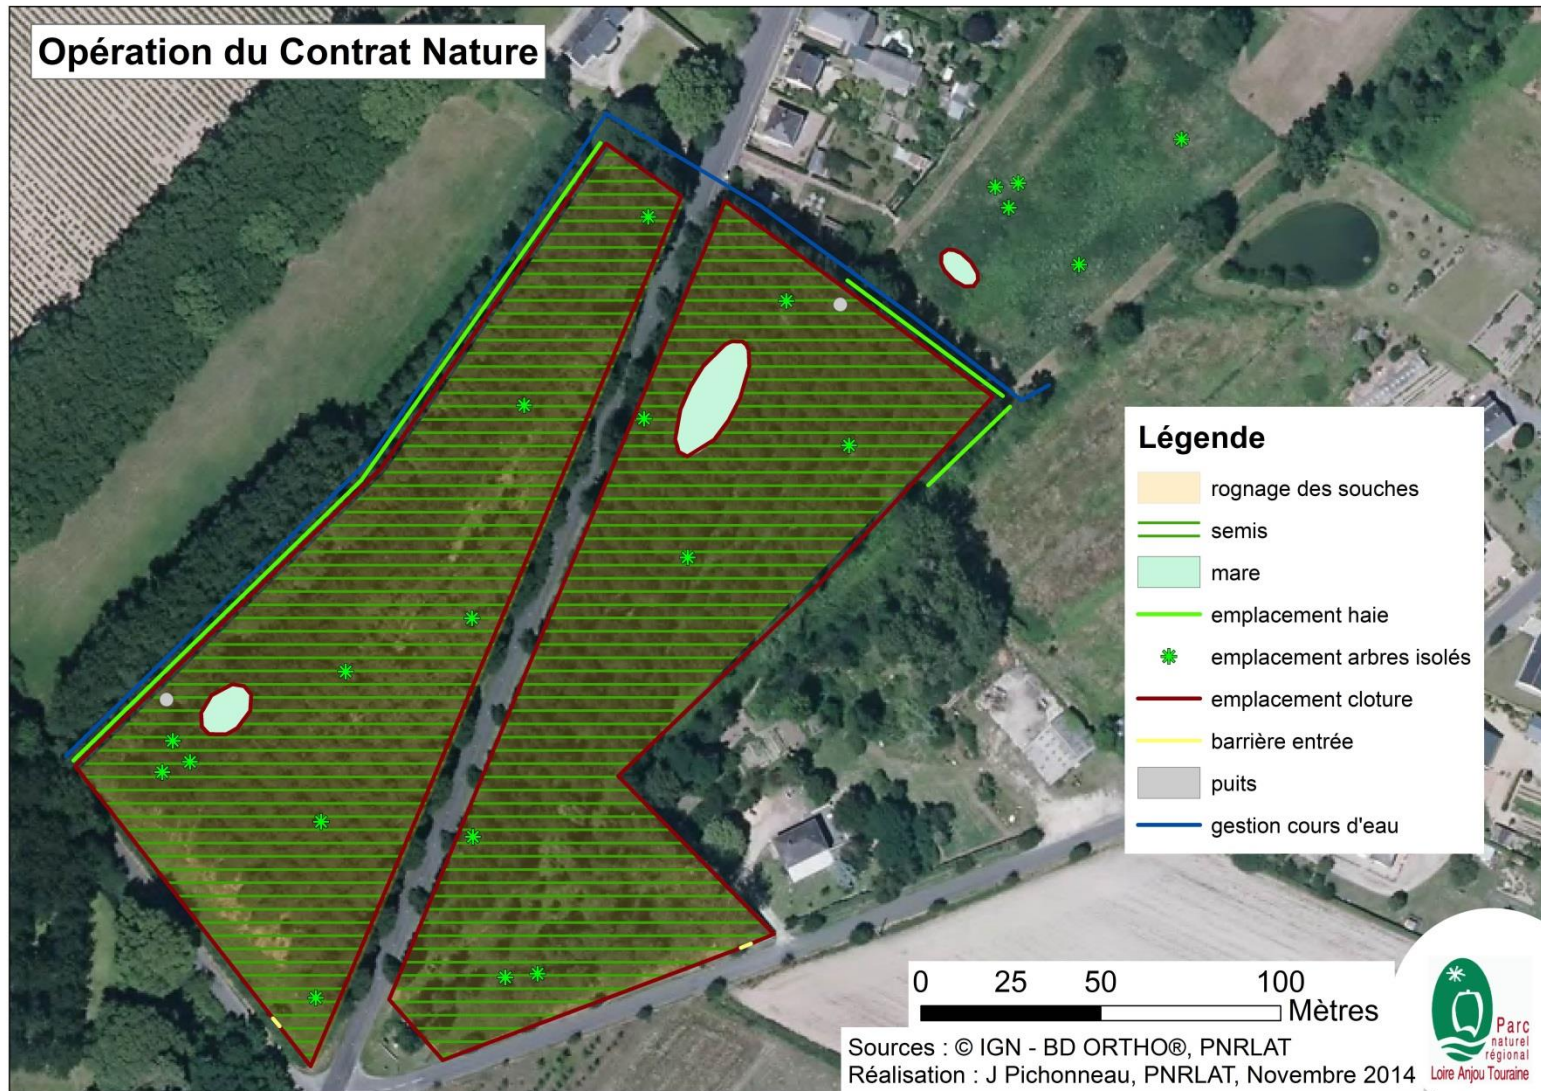 Opération du Contrat Nature
Légende
rognage des souches
semis
mare
emplacement haie
emplacement arbres isolés
emplacement cloture
barrière entrée
puits
gestion cours d'eau
0 25 50 100
Mètres
Sources : © IGN - BD ORTHO®, PNRLAT
Réalisation : J Pichonneau, PNRLAT, Novembre 2014
Parc
naturel
régional
Loire Anjou Touraine